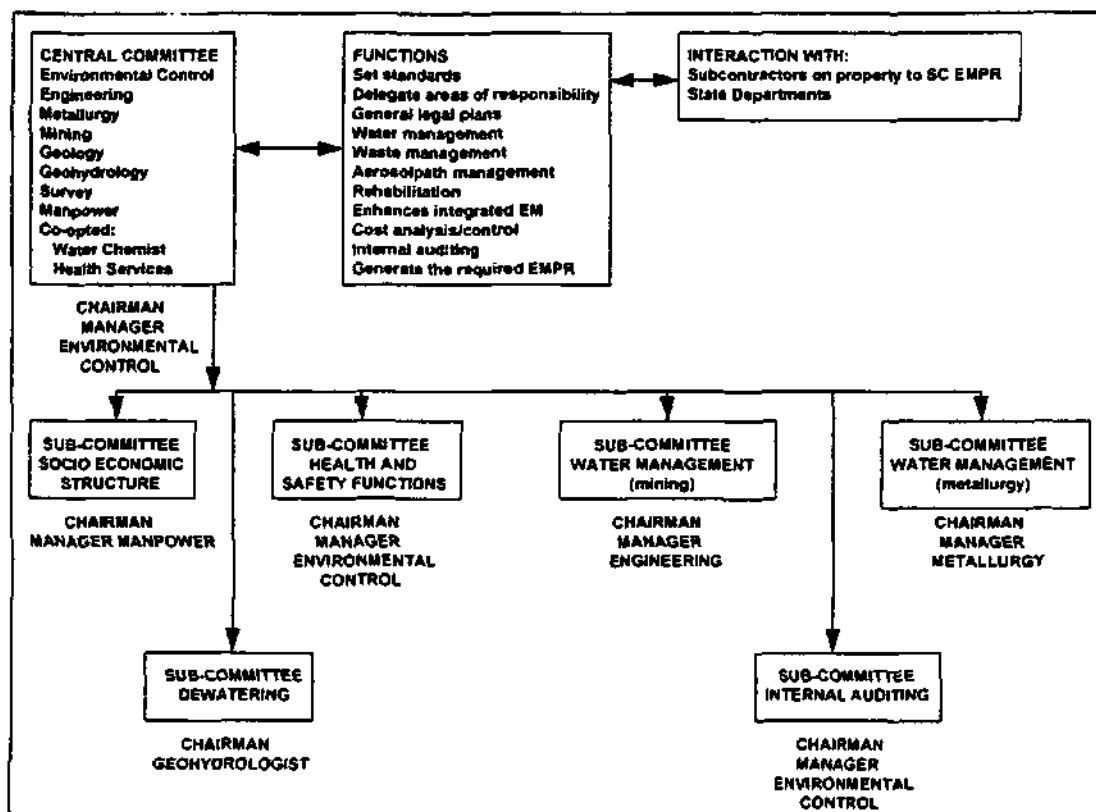 CENTRAL COMMITTEE
Environmental Control
Engineering
Metallurgy
Mining
Geology
Geohydrology
Survey
Manpower
Co-opted:
Water Chemist
Health Services
FUNCTIONS
Set standards
Delegate areas of responsibility
General legal plans
Water management
Waste management
Aerosolpath management
Rehabilitation
Enhances integrated EM
Cost analysis/control
Internal auditing
Generate the required EMPR
INTERACTION WITH:
Subcontractors on property to SC EMPR
State Departments
CHAIRMAN
MANAGER
ENVIRONMENTAL
CONTROL
SUB-COMMITTEE
SOCIO ECONOMIC
STRUCTURE
CHAIRMAN
MANAGER MANPOWER
SUB-COMMITTEE
HEALTH AND
SAFETY FUNCTIONS
CHAIRMAN
MANAGER
ENVIRONMENTAL
CONTROL
SUB-COMMITTEE
WATER MANAGEMENT
(mining)
CHAIRMAN
MANAGER
ENGINEERING
SUB-COMMITTEE
WATER MANAGEMENT
(metallurgy)
CHAIRMAN
MANAGER
METALLURGY
SUB-COMMITTEE
DEWATERING
CHAIRMAN
GEOHYDROLOGIST
SUB-COMMITTEE
INTERNAL AUDITING
CHAIRMAN
MANAGER
ENVIRONMENTAL
CONTROL